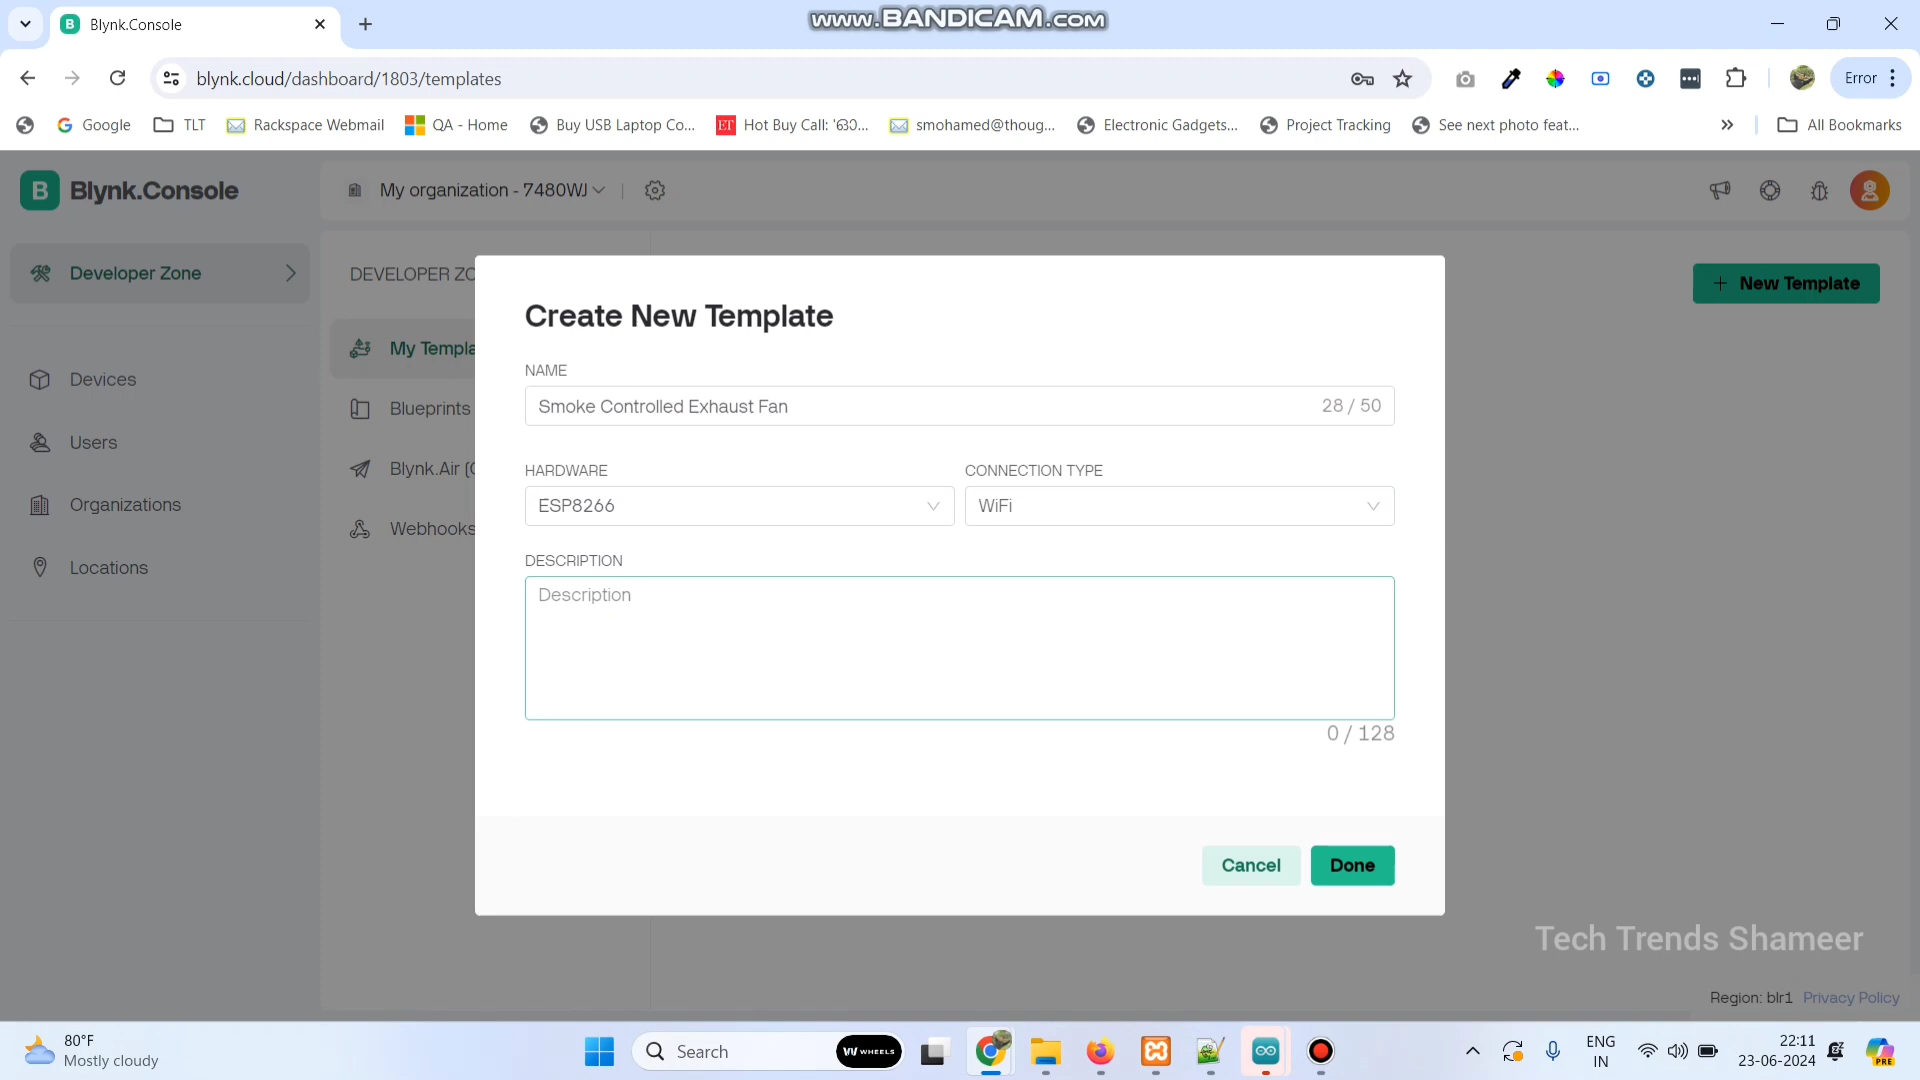 Blynk.Console
www.BANDICAM.com
blynk.cloud/dashboard/1803/templates
Error
Google
TLT
Rackspace Webmail
QA - Home
Buy USB Laptop Co...
Electronic Gadgets...
smohamed@thoug...
Project Tracking
See next photo feat...
All Bookmarks
B Blynk.Console
My organization - 7480WJ
Developer Zone
DEVELOPER ZO
New Template
My Templa
Devices
Blueprints
Users
Blynk.Air (
Organizations
Webhooks
Locations
Create New Template
NAME
Smoke Controlled Exhaust Fan
28 / 50
HARDWARE
CONNECTION TYPE
ESP8266
WiFi
DESCRIPTION
Description
0 / 128
Cancel
Done
Tech Trends Shameer
Region: blr1 Privacy Policy
80°F
Mostly cloudy
Search
WHEELS
ENG
IN
22:11
23-06-2024
PRE